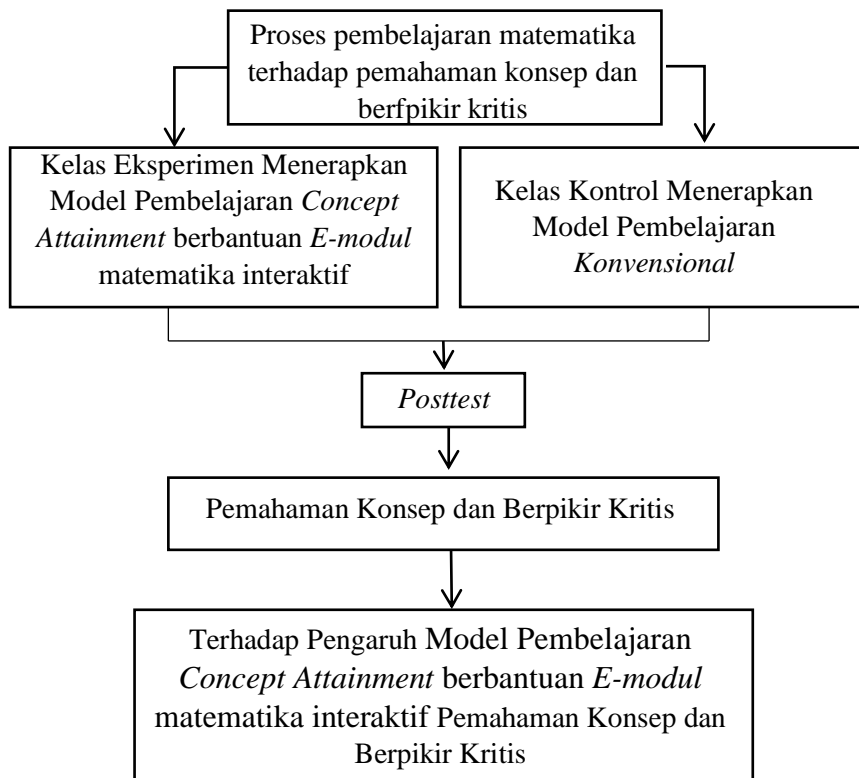 Proses pembelajaran matematika
terhadap pemahaman konsep dan
berfpikir kritis
Kelas Eksperimen Menerapkan
Model Pembelajaran Concept
Attainment berbantuan E-modul
matematika interaktif
Kelas Kontrol Menerapkan
Model Pembelajaran
Konvensional
Posttest
Pemahaman Konsep dan Berpikir Kritis
Terhadap Pengaruh Model Pembelajaran
Concept Attainment berbantuan E-modul
matematika interaktif Pemahaman Konsep dan
Berpikir Kritis